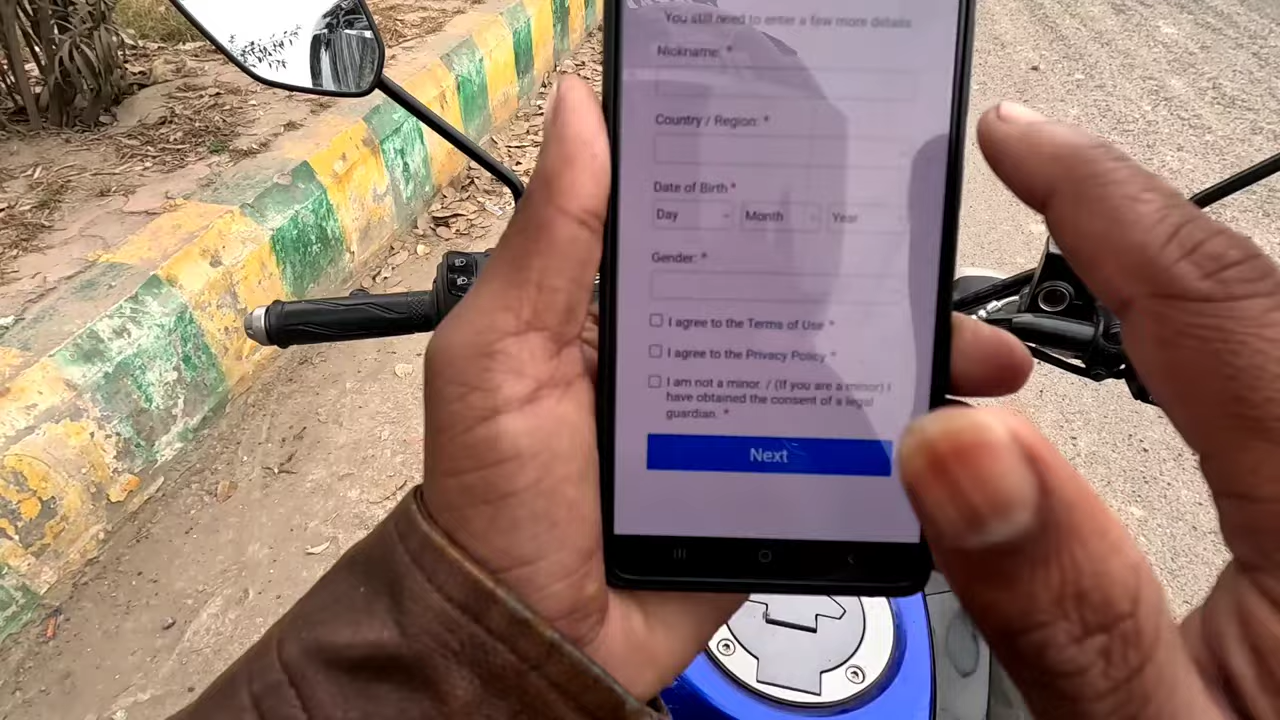 You still need to enter a few more details
Nickname: *
Country / Region: *
Date of Birth *
Day Month Year
Gender: *
I agree to the Terms of Use *
I agree to the Privacy Policy *
I am not a minor. / (If you are a minor) I
have obtained the consent of a legal
guardian. *
Next